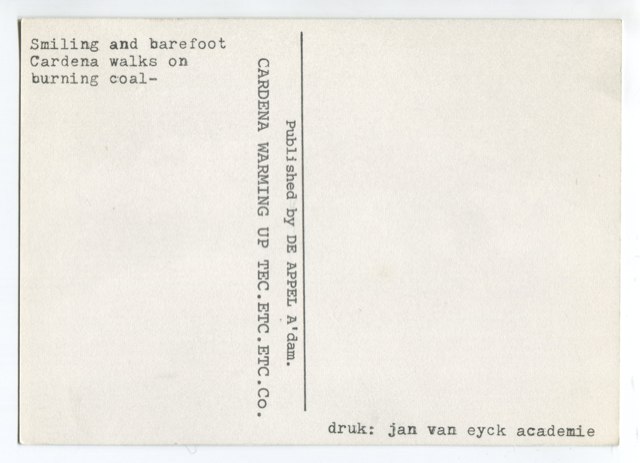 Smiling and barefoot
Cardena walks on
burning coal-
CARDENA WARMING UP TEC.ETC.ETC.Co.
Published by DE APPEL A'dam.
druk: jan van eyck academie